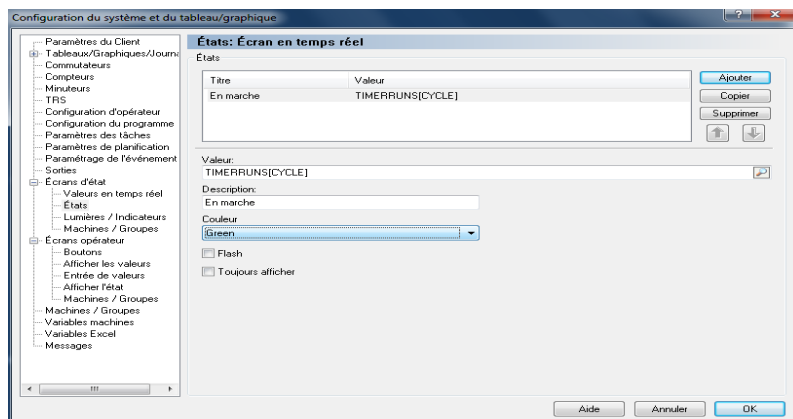 Configuration du système et du tableau/graphique
Paramètres du Client
Tableaux/Graphiques/Journa
Commutateurs
Compteurs
Minuteurs
TRS
Configuration d'opérateur
Configuration du programme
Paramètres des tâches
Paramètres de planification
Paramétrage de l'événement
Sorties
Écrans d'état
Valeurs en temps réel
États
Lumières / Indicateurs
Machines / Groupes
Écrans opérateur
Boutons
Afficher les valeurs
Entrée de valeurs
Afficher l'état
Machines / Groupes
Machines / Groupes
Variables machines
Variables Excel
Messages
États: Écran en temps réel
États
Titre Valeur
En marche TIMERRUNS[CYCLE]
Ajouter
Copier
Supprimer
Valeur:
TIMERRUNS[CYCLE]
Description:
En marche
Couleur
Green
Flash
Toujours afficher
Aide Annuler OK